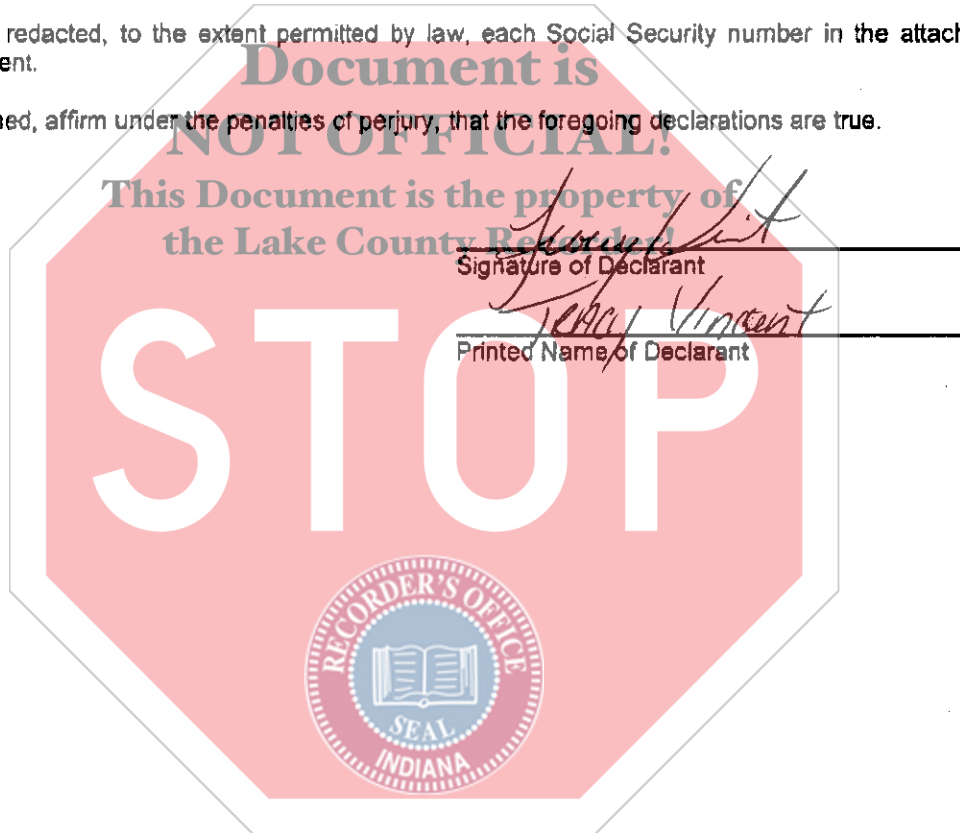 redacted, to the extent permitted by law, each Social Security number in the attach
ent.
Document is
ned, affirm under the penalties of perjury, that the foregoing declarations are true.
NOT OFFICIAL!
This Document is the property of
the Lake County Recorder!
Signature of Declarant
Tracy Vincent
Printed Name of Declarant
STOP
RECORDER'S OFFICE
SEAL
INDIANA